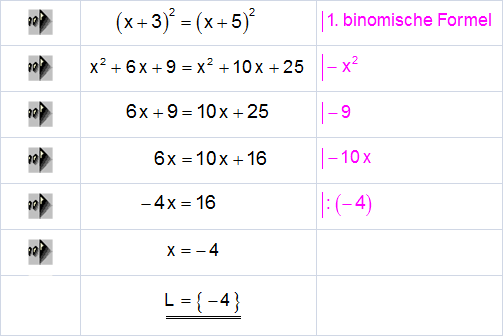 (x + 3)² = (x + 5)² | 1. binomische Formel
x² + 6x + 9 = x² + 10x + 25 | − x²
6x + 9 = 10x + 25 | − 9
6x = 10x + 16 | −10x
−4x = 16 | : (−4)
x = −4
L = { −4 }